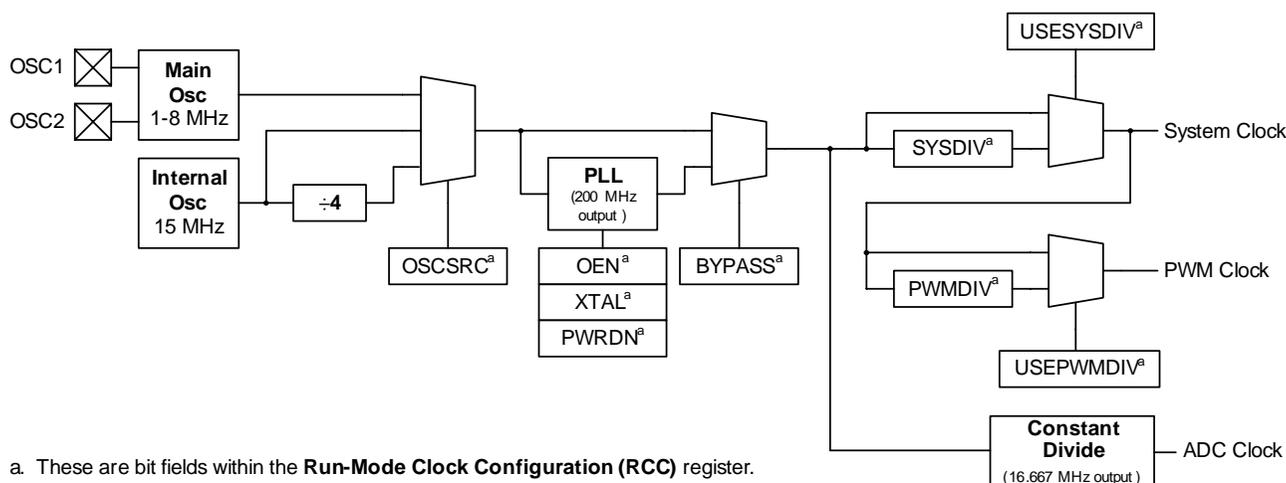 USESYSDIVa
OSC1
OSC2
Main
Osc
1-8 MHz
Internal
Osc
15 MHz
÷4
OSCSRCa
PLL
(200 MHz
output )
OENa
XTALa
PWRDNa
BYPASSa
SYSDIVa
System Clock
PWMDIVa
PWM Clock
USEPWMDIVa
Constant
Divide
(16.667 MHz output )
ADC Clock
a. These are bit fields within the Run-Mode Clock Configuration (RCC) register.